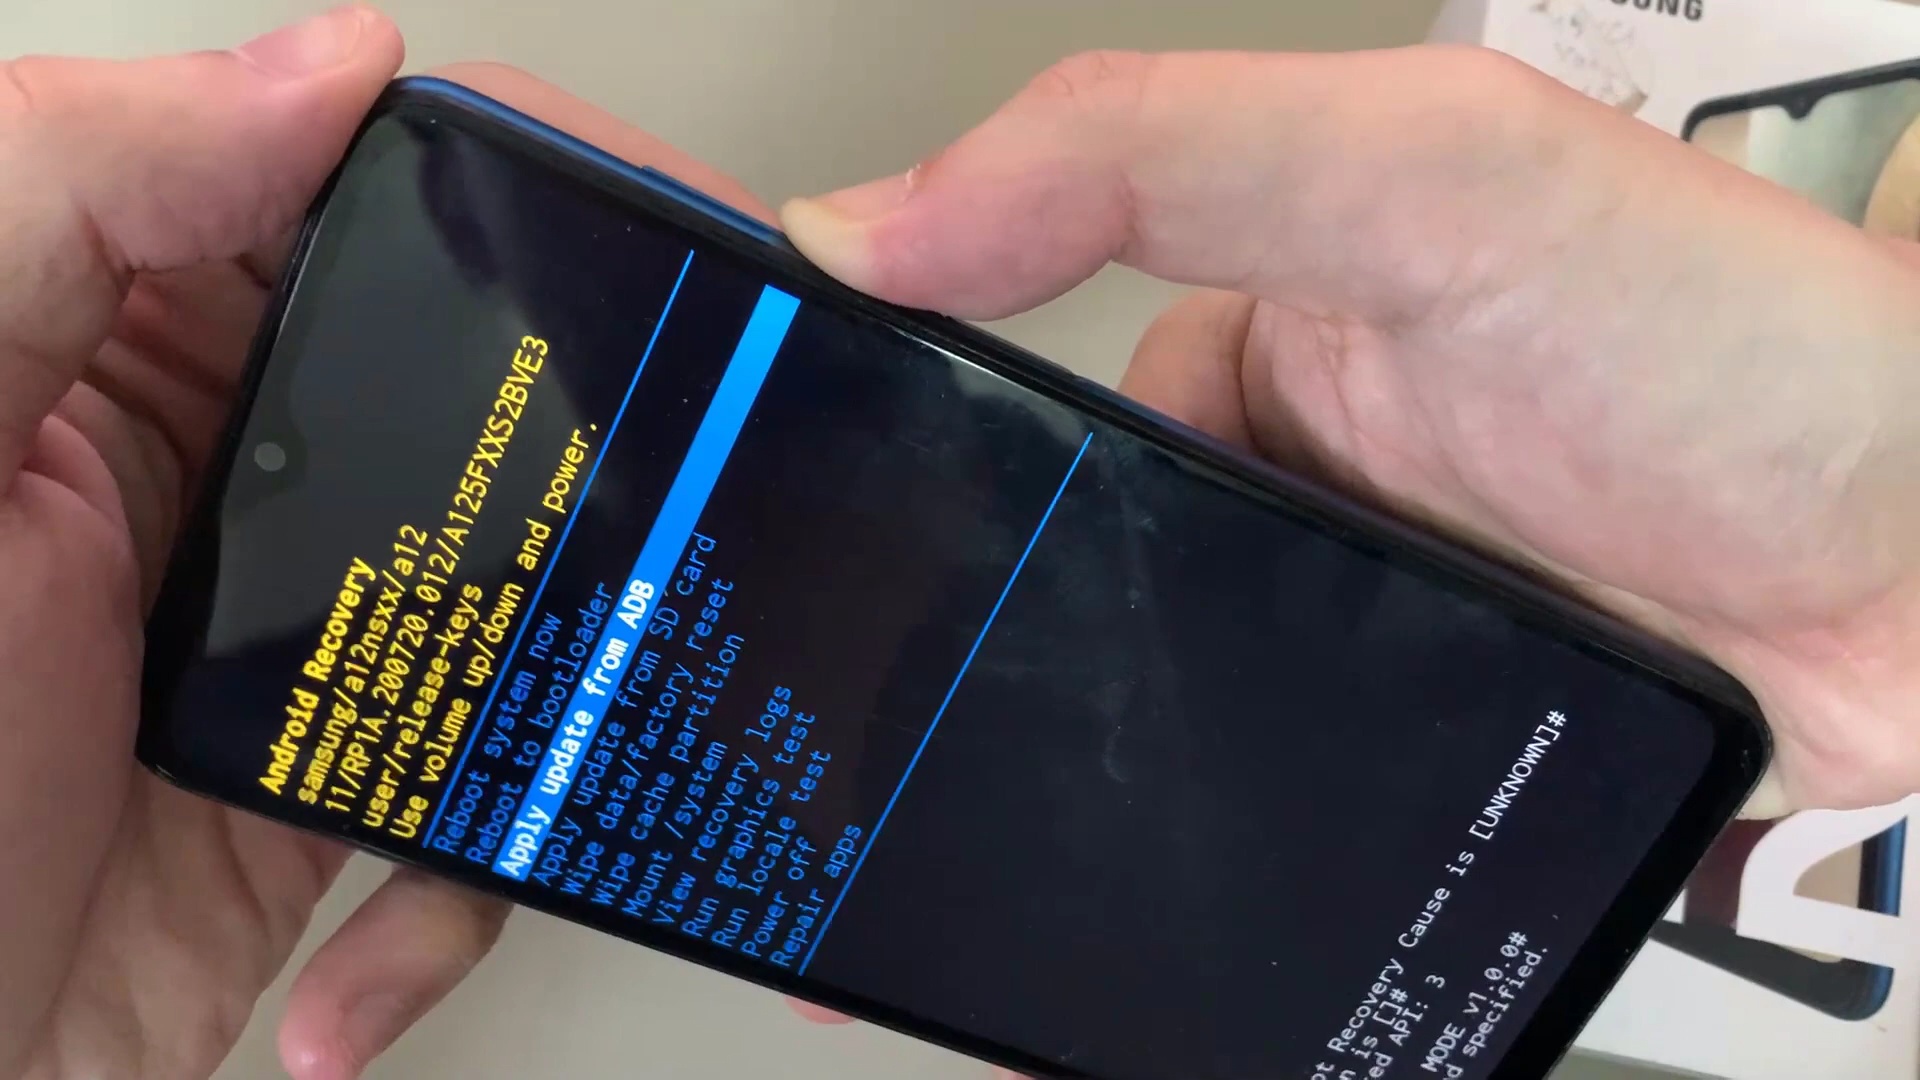 Android Recovery
samsung/a12nsxx/a12
11/RP1A.200720.012/A125FXXS2BVE3
user/release-keys
Use volume up/down and power.
Reboot system now
Reboot to bootloader
Apply update from ADB
Apply update from SD card
Wipe data/factory reset
Wipe cache partition
Mount /system
View recovery logs
Run graphics test
Run locale test
Power off
Repair apps
Recovery Cause is [UNKNOWN]#
is []#
API: 3
MODE v1.0.0#
specified.